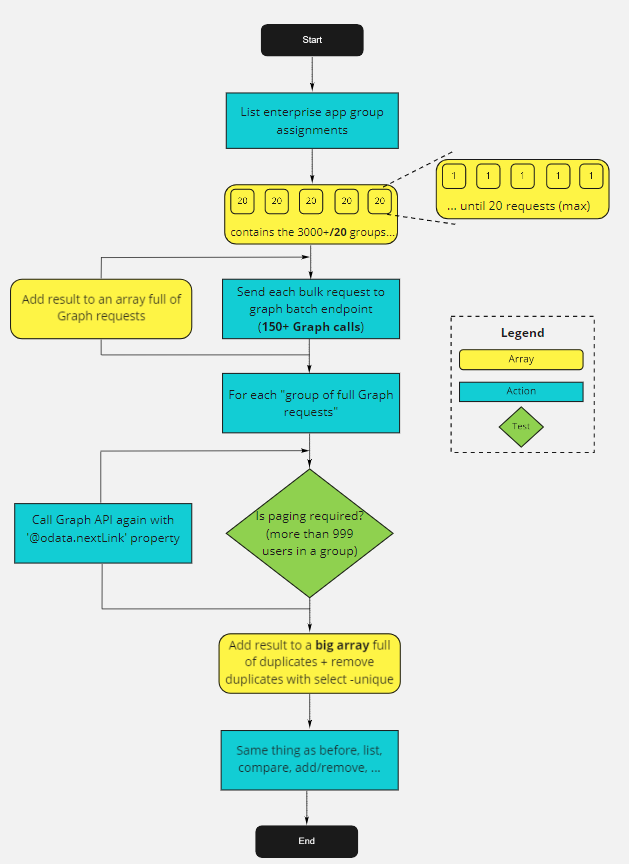 Start
List enterprise app group
assignments
20 20 20 20 20
contains the 3000+/20 groups...
1 1 1 1 1
... until 20 requests (max)
Add result to an array full of
Graph requests
Send each bulk request to
graph batch endpoint
(150+ Graph calls)
Legend
Array
Action
Test
For each "group of full Graph
requests"
Call Graph API again with
'@odata.nextLink' property
Is paging required?
(more than 999
users in a group)
Add result to a big array full
of duplicates + remove
duplicates with select -unique
Same thing as before, list,
compare, add/remove, ...
End